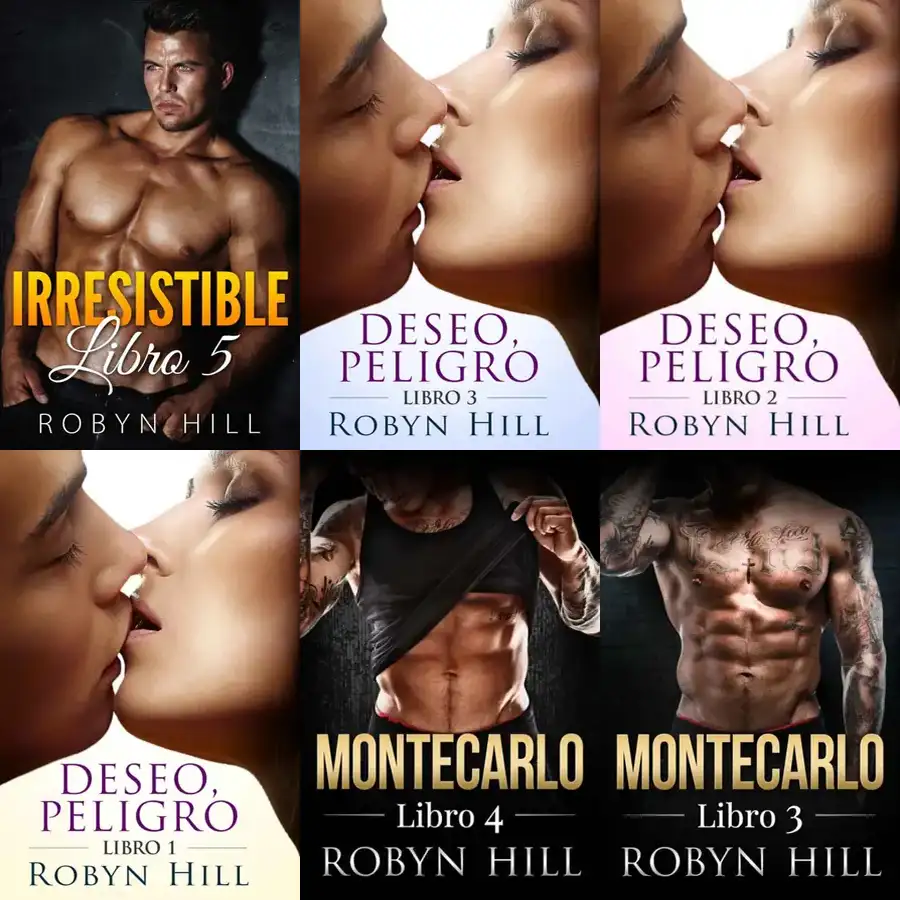 IRRESISTIBLE
Libro 5
ROBYN HILL
DESEO,
PELIGRO
LIBRO 3
ROBYN HILL
DESEO,
PELIGRO
LIBRO 2
ROBYN HILL
DESEO,
PELIGRO
LIBRO 1
ROBYN HILL
MONTECARLO
Libro 4
ROBYN HILL
MONTECARLO
Libro 3
ROBYN HILL